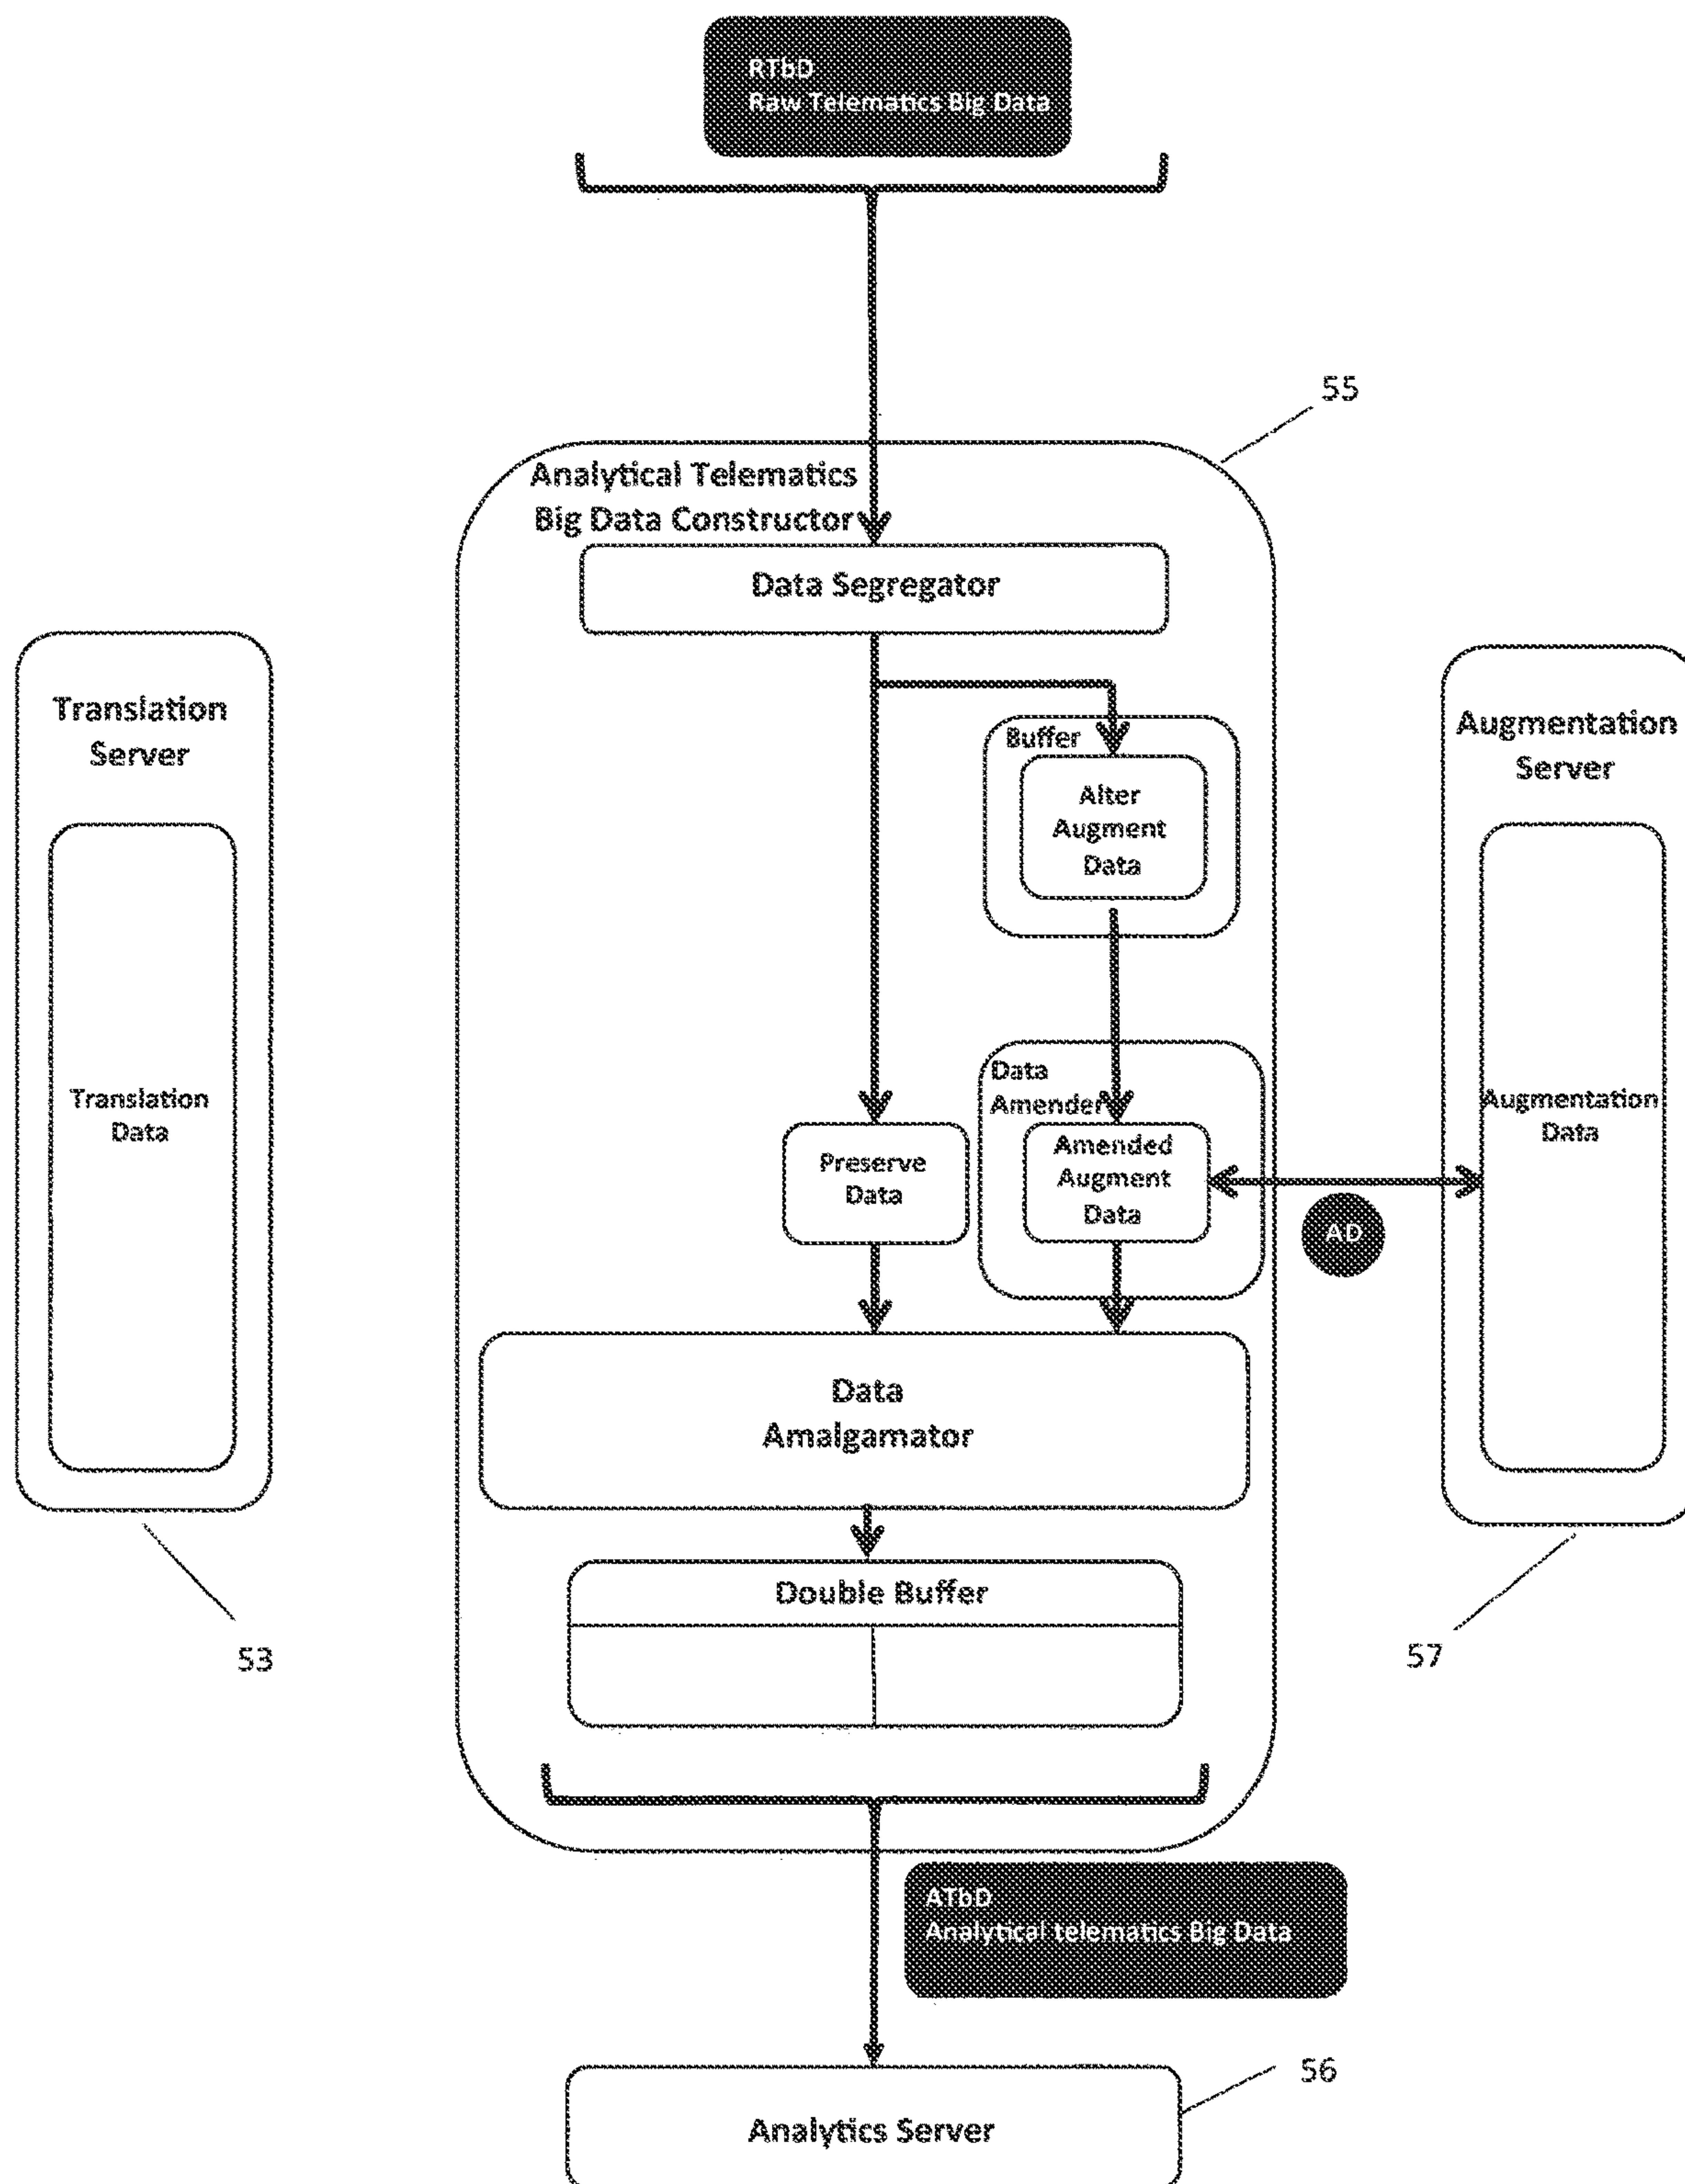 RTbD
Raw Telematics Big Data
55
Analytical Telematics
Big Data Constructor
Data Segregator
Translation
Server
Translation
Data
53
Buffer
Alter
Augment
Data
Augmentation
Server
Augmentation
Data
57
Data
Amender
Preserve
Data
Amended
Augment
Data
AD
Data
Amalgamator
Double Buffer
ATbD
Analytical telematics Big Data
56
Analytics Server